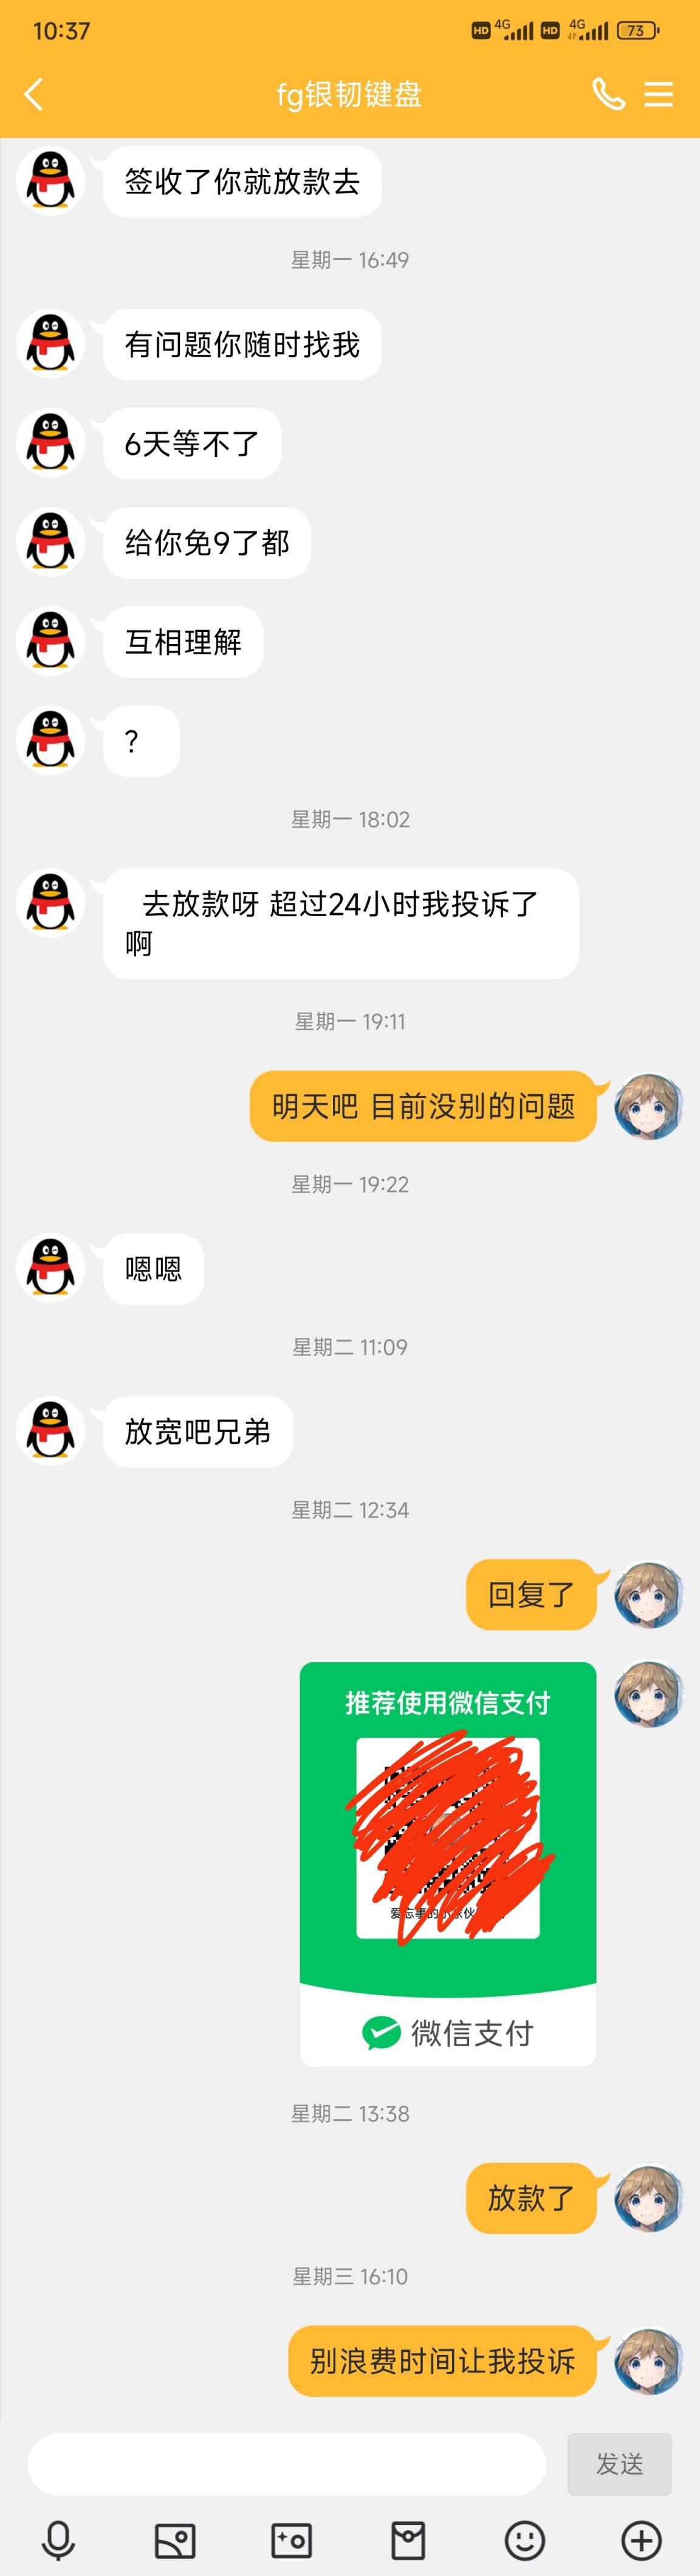 10:37
HD 4G HD 4G 73
fg银韧键盘
签收了你就放款去
星期一 16:49
有问题你随时找我
6天等不了
给你免9了都
互相理解
?
星期一 18:02
去放款呀 超过24小时我投诉了
啊
星期一 19:11
明天吧 目前没别的问题
星期一 19:22
嗯嗯
星期二 11:09
放宽吧兄弟
星期二 12:34
回复了
推荐使用微信支付
爱忘事的小
伙
微信支付
星期二 13:38
放款了
星期三 16:10
别浪费时间让我投诉
发送